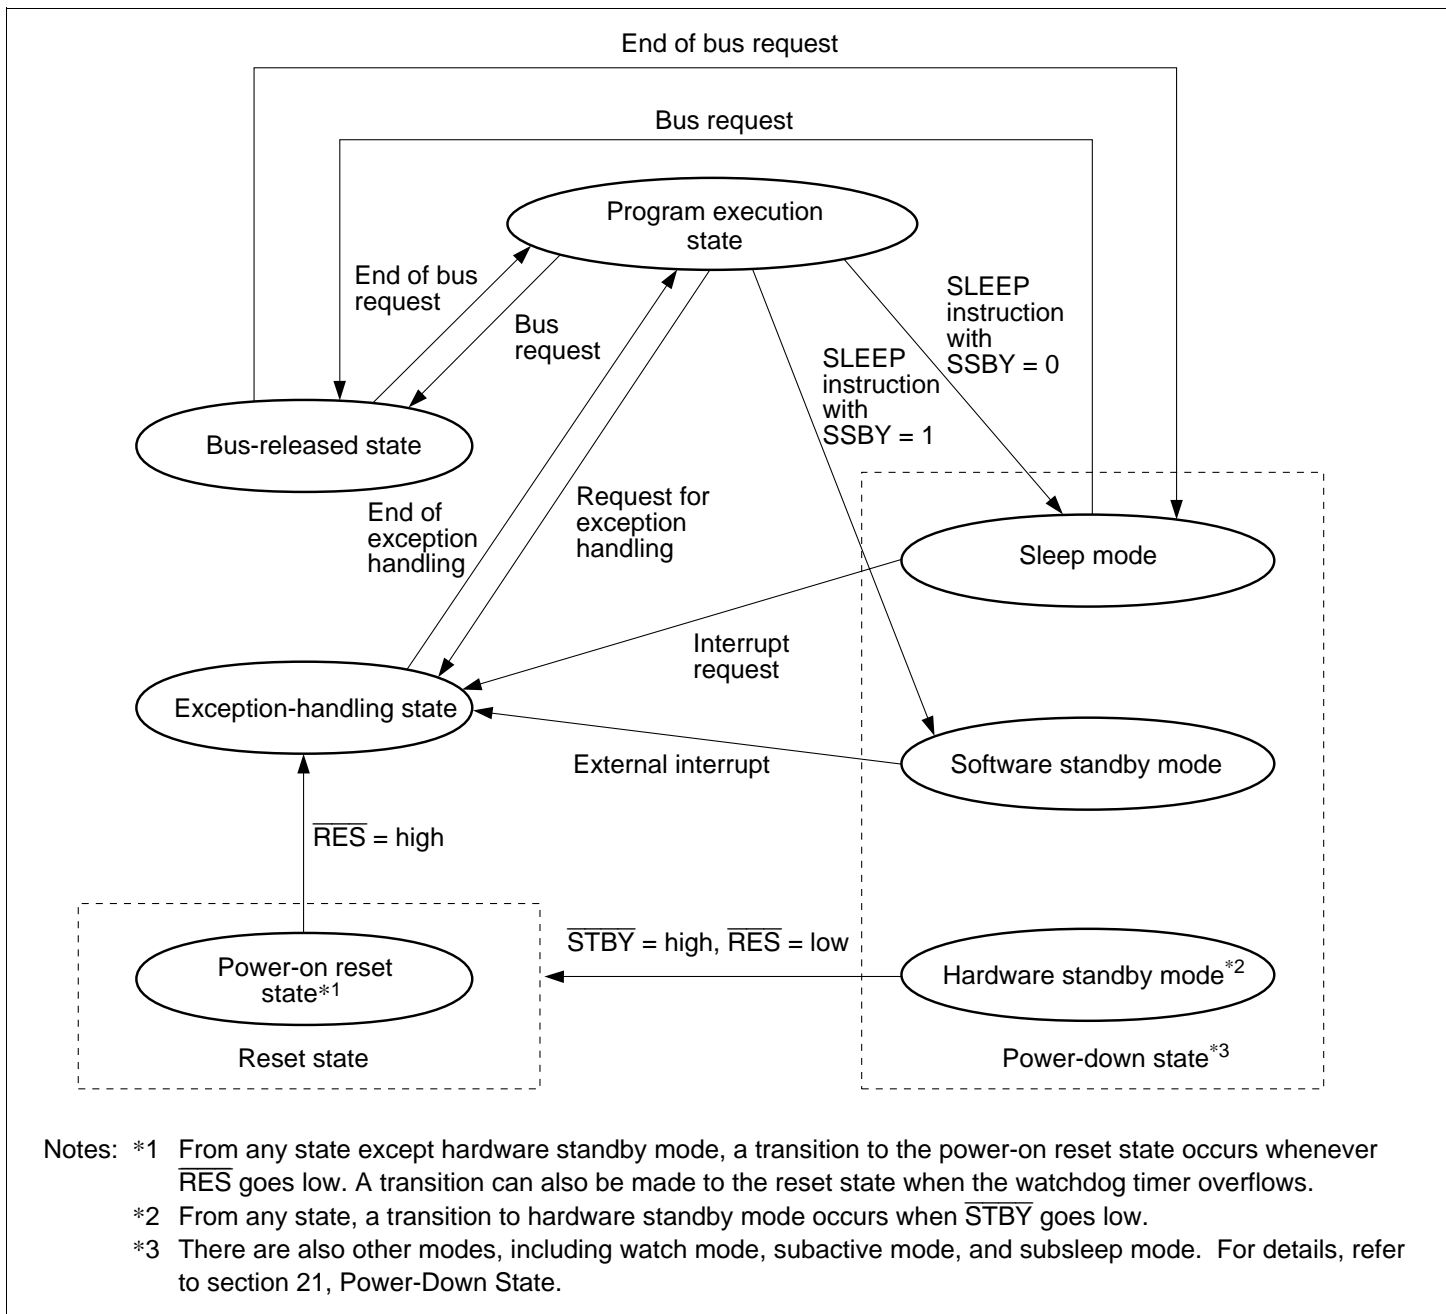 End of bus request
Bus request
Program execution
state
End of bus
request
Bus
request
SLEEP
instruction
with
SSBY = 0
SLEEP
instruction
with
SSBY = 1
Bus-released state
End of
exception
handling
Request for
exception
handling
Sleep mode
Interrupt
request
Exception-handling state
External interrupt
Software standby mode
R̅E̅S̅ = high
S̅T̅B̅Y̅ = high, R̅E̅S̅ = low
Power-on reset
state*1
Hardware standby mode*2
Reset state
Power-down state*3
Notes: *1 From any state except hardware standby mode, a transition to the power-on reset state occurs whenever
R̅E̅S̅ goes low. A transition can also be made to the reset state when the watchdog timer overflows.
*2 From any state, a transition to hardware standby mode occurs when S̅T̅B̅Y̅ goes low.
*3 There are also other modes, including watch mode, subactive mode, and subsleep mode. For details, refer
to section 21, Power-Down State.